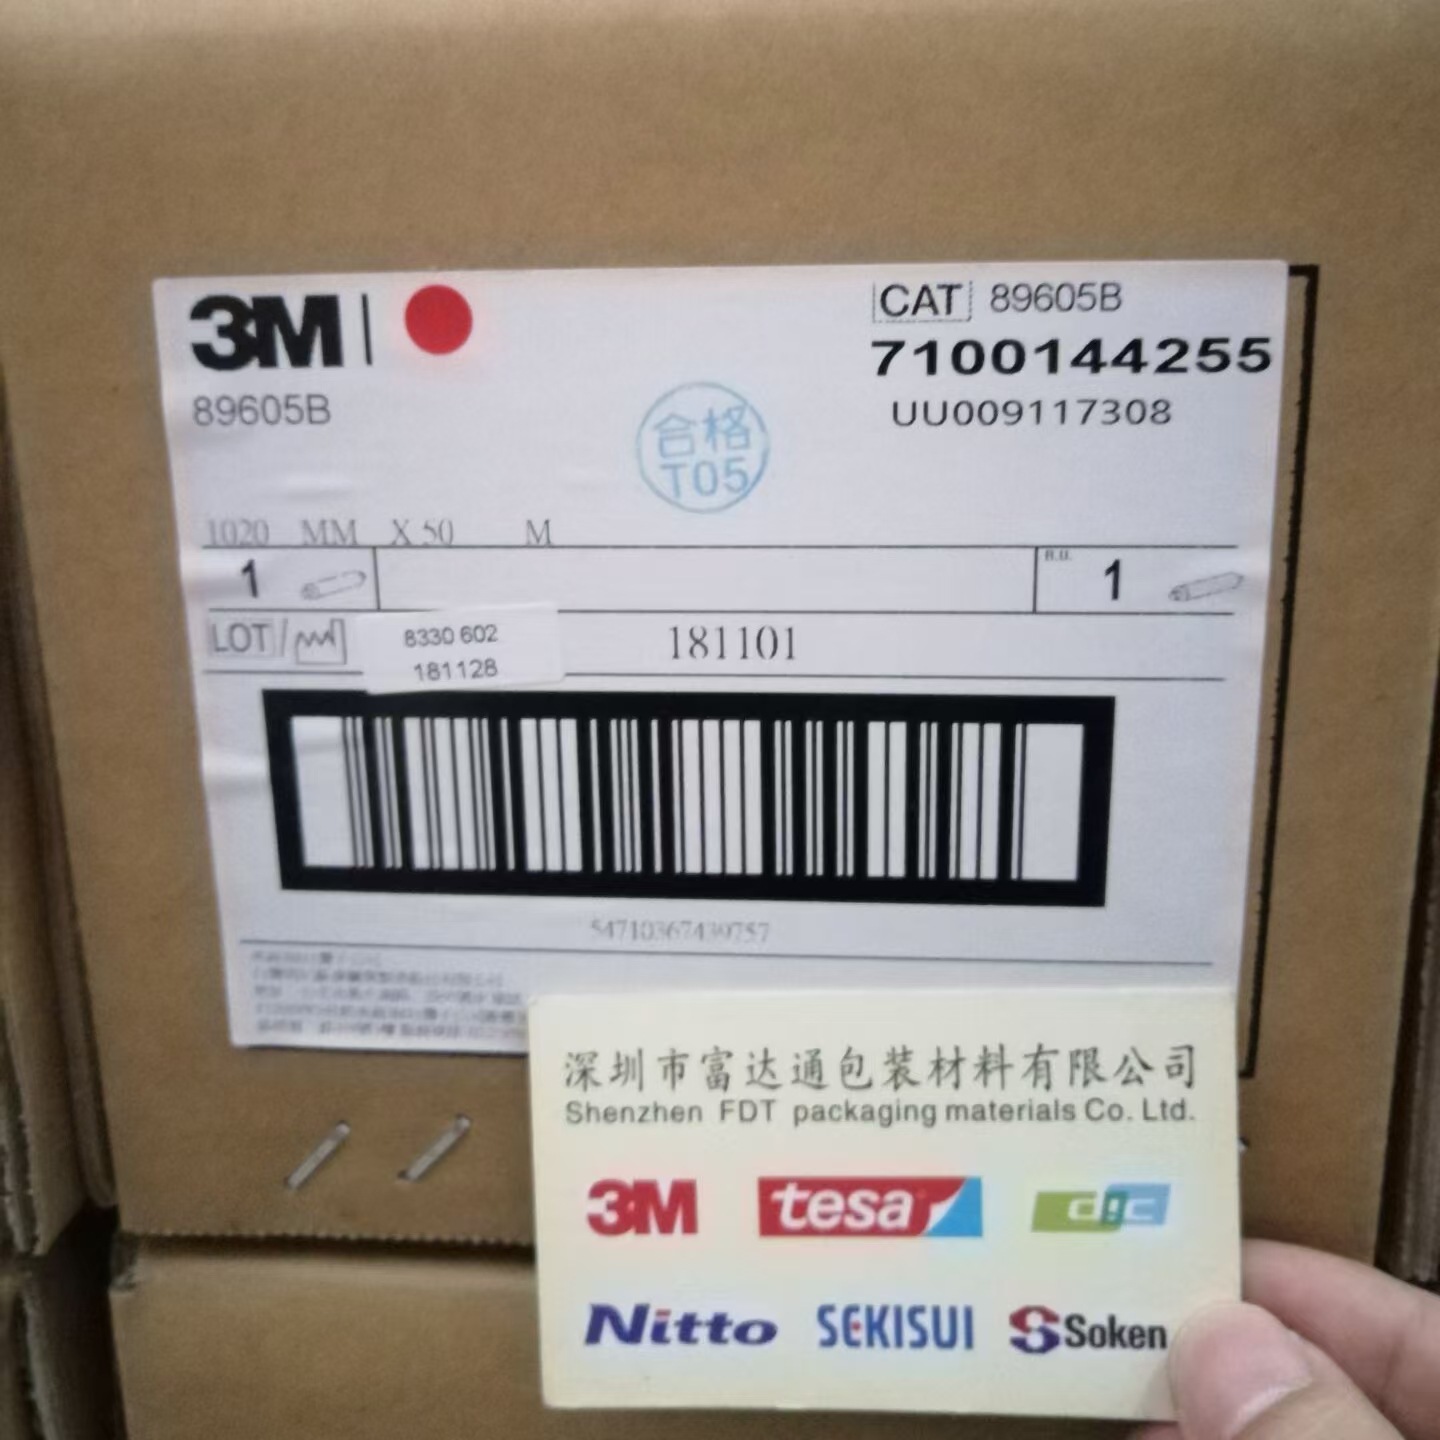 3M
CAT 89605B
7100144255
89605B
UU009117308
合格
T05
1020 MM X 50 M
1
R.U. 1
LOT
8330 602
181128
181101
54710367439757
深圳市富达通包装材料有限公司
Shenzhen FDT packaging materials Co. Ltd.
3M tesa dic
Nitto SEKISUI Soken